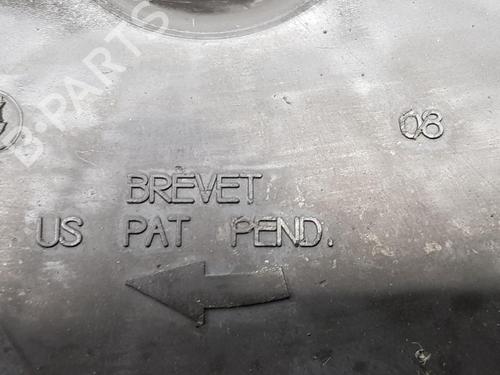 B-PARTS
08
BREVET
US PAT PEND.